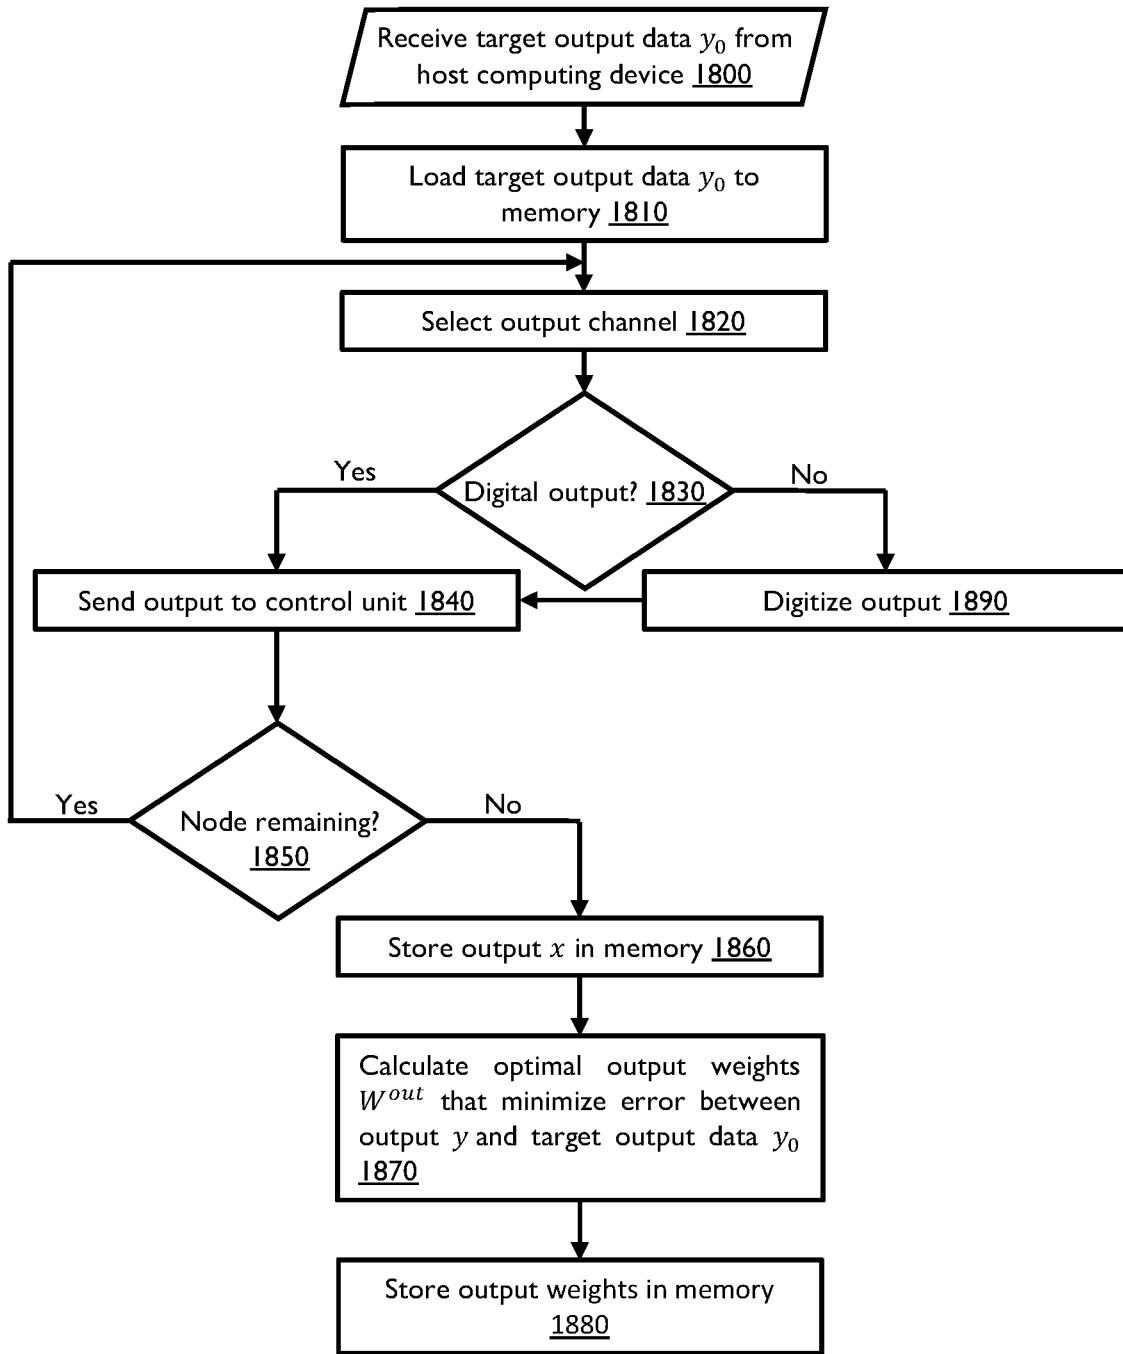 Receive target output data y₀ from
host computing device 1800
Load target output data y₀ to
memory 1810
Select output channel 1820
Digital output? 1830
Yes
No
Send output to control unit 1840
Digitize output 1890
Node remaining?
1850
Yes
No
Store output x in memory 1860
Calculate optimal output weights
Wᵒᵘᵗ that minimize error between
output y and target output data y₀
1870
Store output weights in memory
1880